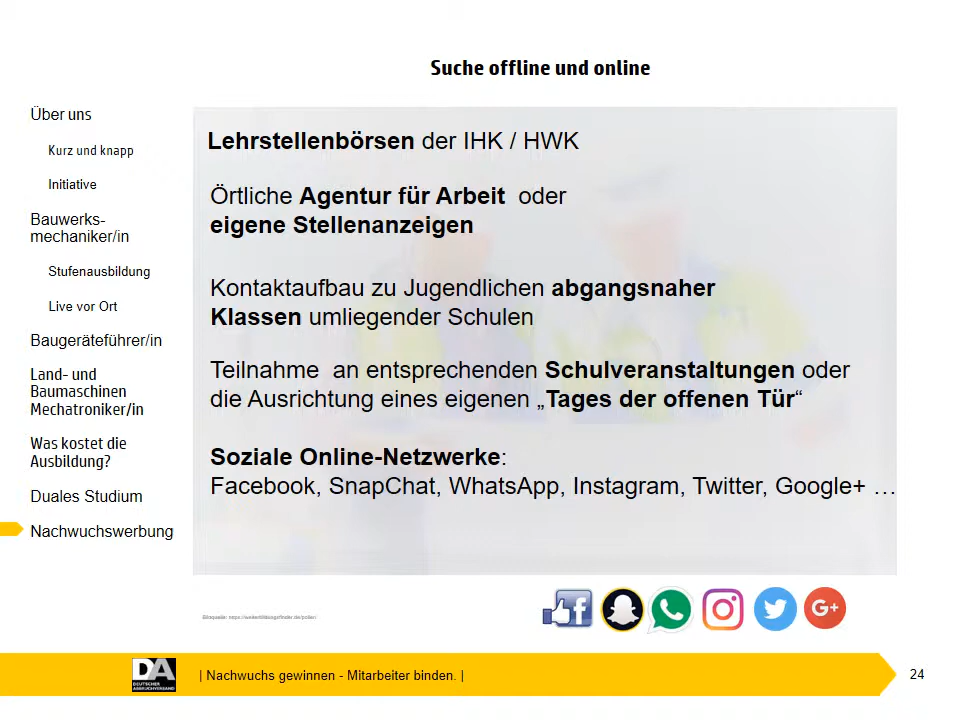 Suche offline und online
Über uns
Kurz und knapp
Initiative
Bauwerks-
mechaniker/in
Stufenausbildung
Live vor Ort
Baugeräteführer/in
Land- und
Baumaschinen
Mechatroniker/in
Was kostet die
Ausbildung?
Duales Studium
Nachwuchswerbung
Lehrstellenbörsen der IHK / HWK
Örtliche Agentur für Arbeit oder
eigene Stellenanzeigen
Kontaktaufbau zu Jugendlichen abgangsnaher
Klassen umliegender Schulen
Teilnahme an entsprechenden Schulveranstaltungen oder
die Ausrichtung eines eigenen „Tages der offenen Tür“
Soziale Online-Netzwerke:
Facebook, SnapChat, WhatsApp, Instagram, Twitter, Google+ …
f
G+
DA
DEUTSCHER
ABBRUCHVERBAND
| Nachwuchs gewinnen - Mitarbeiter binden. |
24